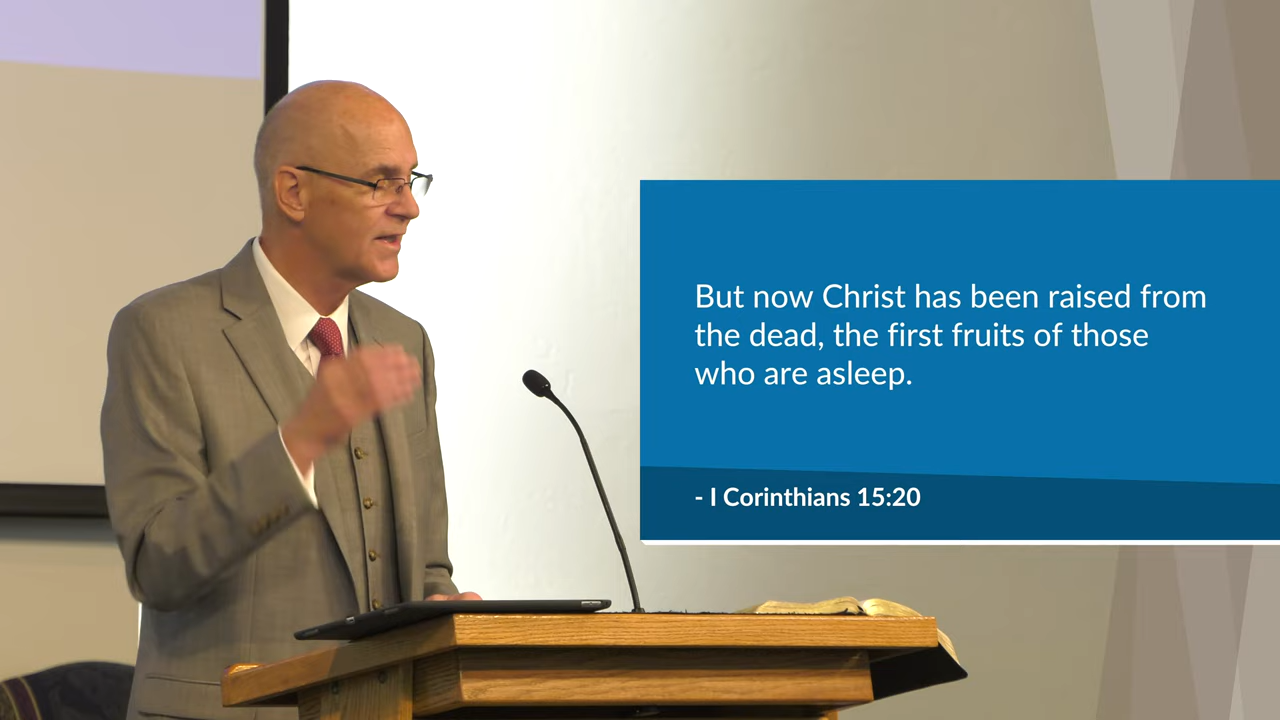 But now Christ has been raised from
the dead, the first fruits of those
who are asleep.
- I Corinthians 15:20